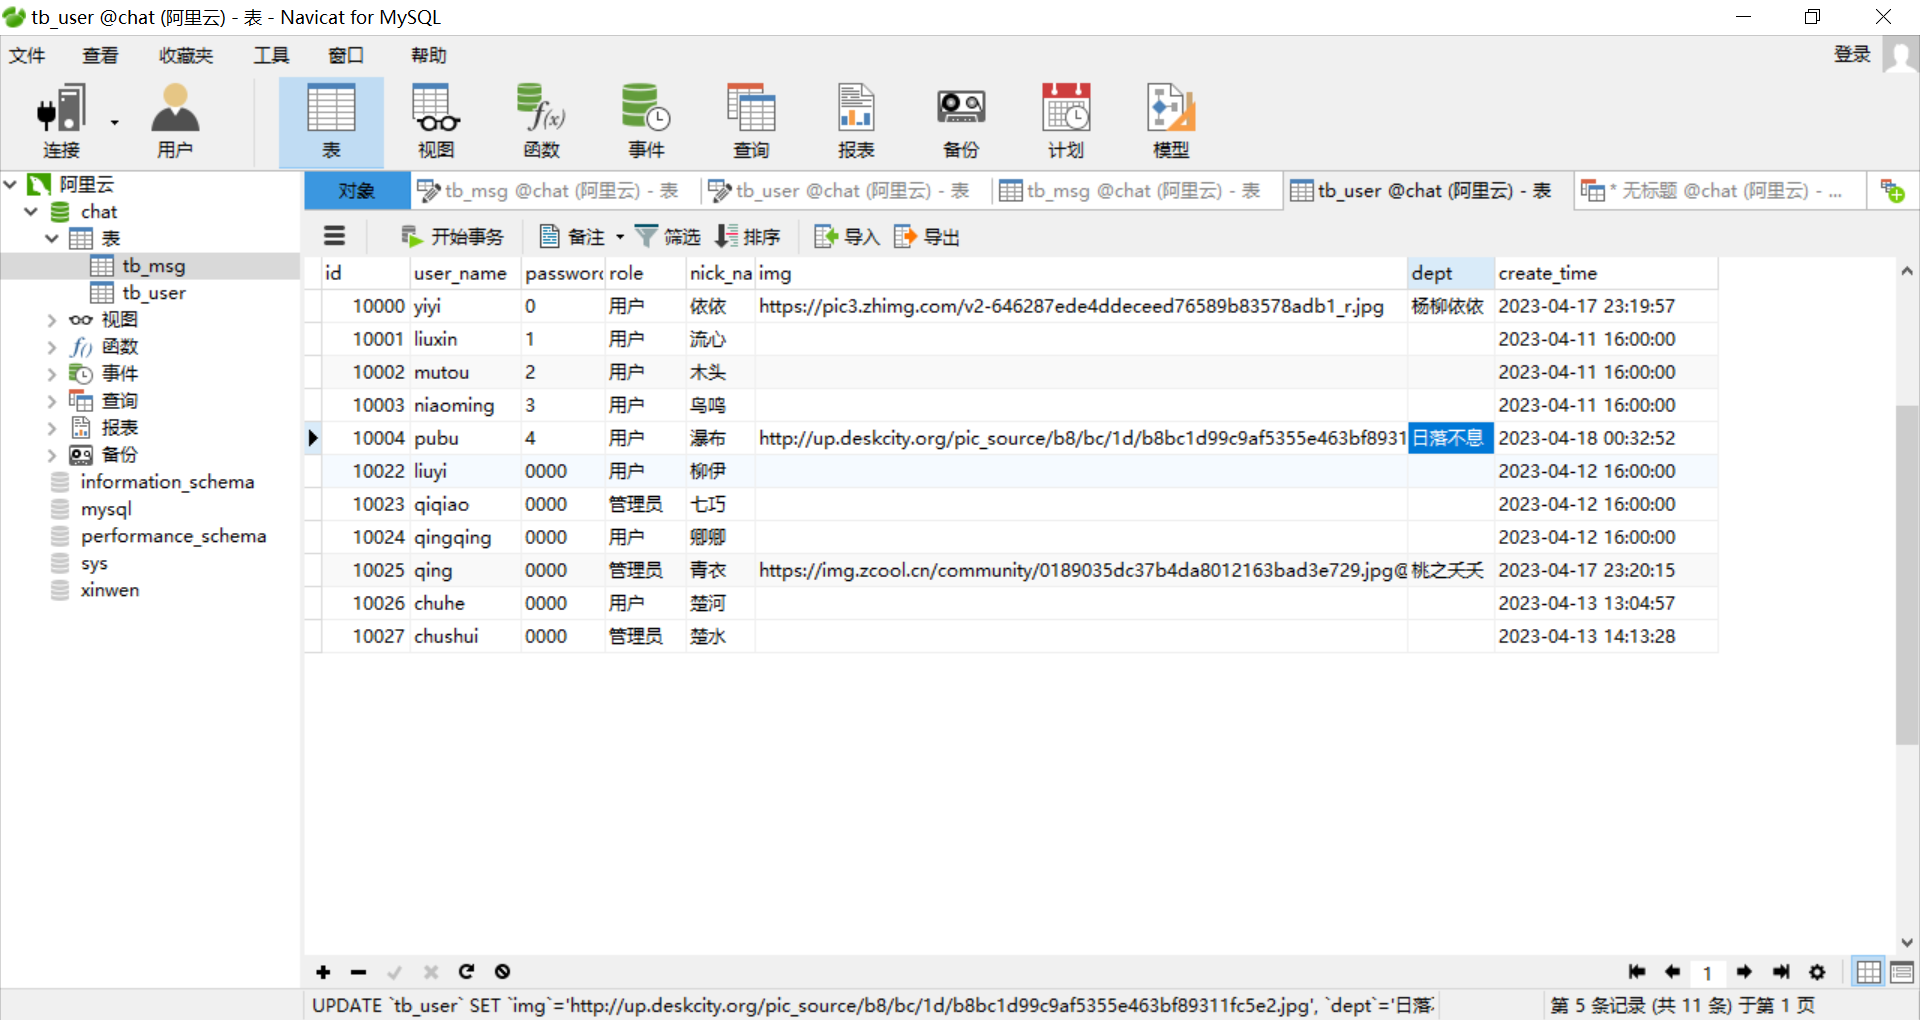 tb_user @chat (阿里云) - 表 - Navicat for MySQL
文件 查看 收藏夹 工具 窗口 帮助 登录
连接 用户 表 视图 函数 事件 查询 报表 备份 计划 模型
对象 tb_msg @chat (阿里云) - 表 tb_user @chat (阿里云) - 表 tb_msg @chat (阿里云) - 表 tb_user @chat (阿里云) - 表 * 无标题 @chat (阿里云) - ...
开始事务 备注 筛选 排序 导入 导出
阿里云
chat
表
tb_msg
tb_user
视图
f() 函数
事件
查询
报表
备份
information_schema
mysql
performance_schema
sys
xinwen
id user_name password role nick_na img dept create_time
10000 yiyi 0 用户 依依 https://pic3.zhimg.com/v2-646287ede4ddeceed76589b83578adb1_r.jpg 杨柳依依 2023-04-17 23:19:57
10001 liuxin 1 用户 流心 2023-04-11 16:00:00
10002 mutou 2 用户 木头 2023-04-11 16:00:00
10003 niaoming 3 用户 鸟鸣 2023-04-11 16:00:00
10004 pubu 4 用户 瀑布 http://up.deskcity.org/pic_source/b8/bc/1d/b8bc1d99c9af5355e463bf8931 日落不息 2023-04-18 00:32:52
10022 liuyi 0000 用户 柳伊 2023-04-12 16:00:00
10023 qiqiao 0000 管理员 七巧 2023-04-12 16:00:00
10024 qingqing 0000 用户 卿卿 2023-04-12 16:00:00
10025 qing 0000 管理员 青衣 https://img.zcool.cn/community/0189035dc37b4da8012163bad3e729.jpg@ 桃之夭夭 2023-04-17 23:20:15
10026 chuhe 0000 用户 楚河 2023-04-13 13:04:57
10027 chushui 0000 管理员 楚水 2023-04-13 14:13:28
1
UPDATE `tb_user` SET `img`='http://up.deskcity.org/pic_source/b8/bc/1d/b8bc1d99c9af5355e463bf89311fc5e2.jpg', `dept`='日落 第 5 条记录 (共 11 条) 于第 1 页